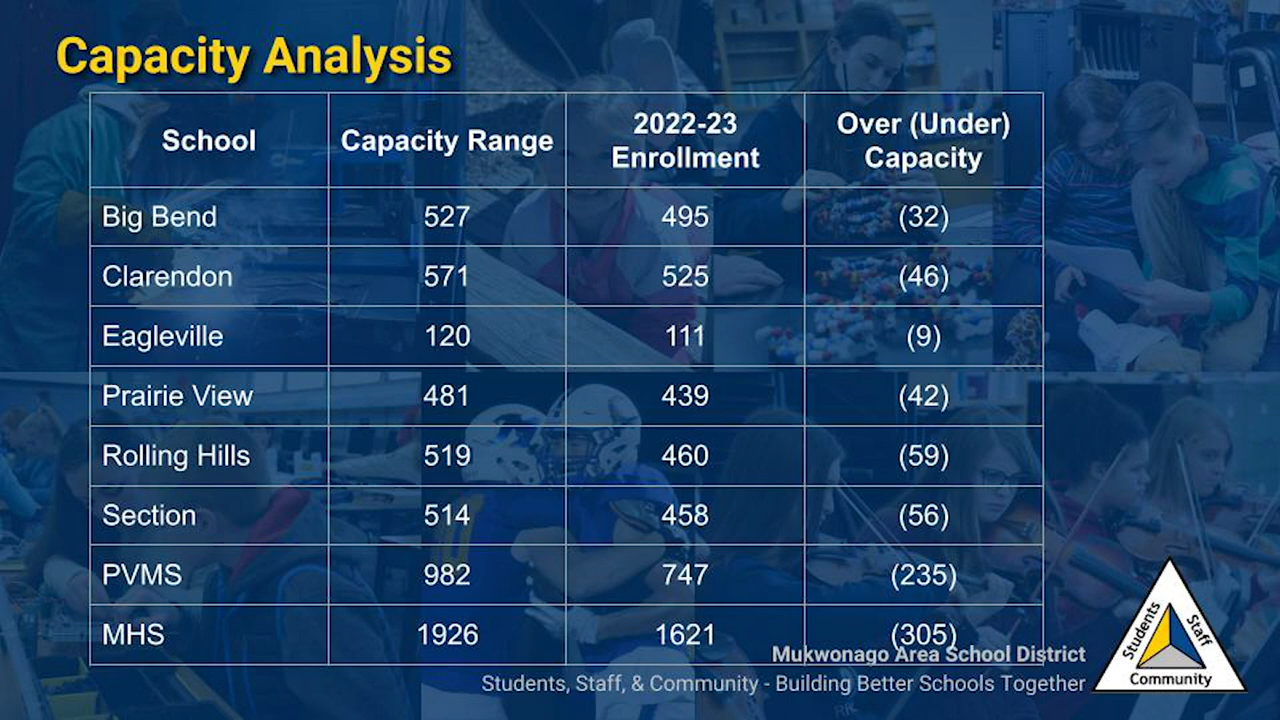 Capacity Analysis
School Capacity Range 2022-23 Enrollment Over (Under) Capacity
Big Bend 527 495 (32)
Clarendon 571 525 (46)
Eagleville 120 111 (9)
Prairie View 481 439 (42)
Rolling Hills 519 460 (59)
Section 514 458 (56)
PVMS 982 747 (235)
MHS 1926 1621 (305)
Mukwonago Area School District
Students, Staff, & Community - Building Better Schools Together
Students
Staff
Community